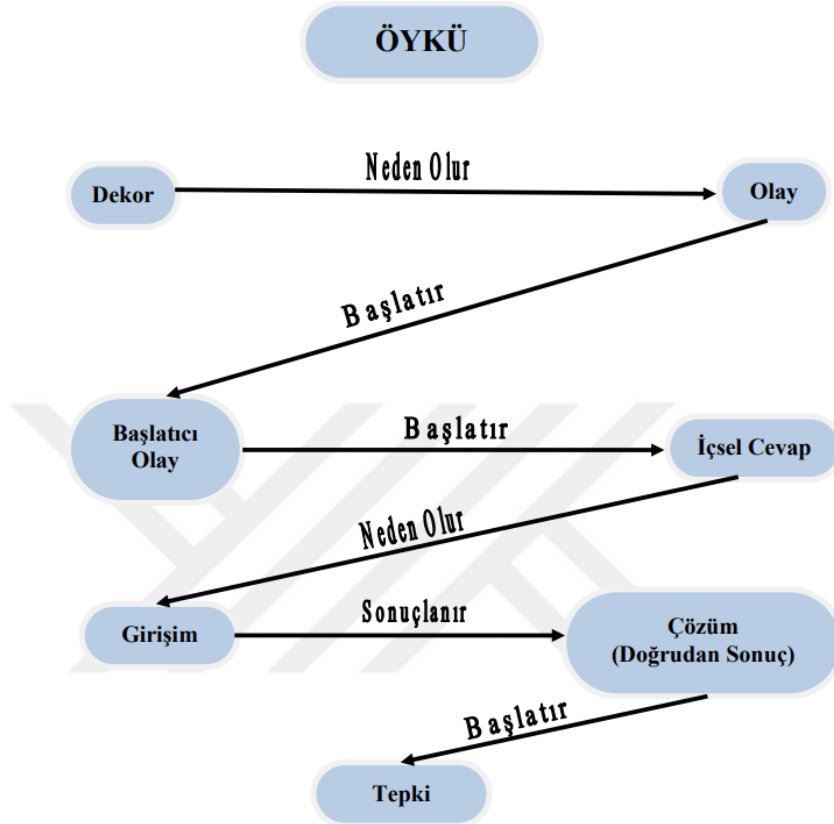 ÖYKÜ
Neden Olur
Dekor
Olay
Başlatır
Başlatıcı
Olay
Başlatır
İçsel Cevap
Neden Olur
Girişim
Sonuçlanır
Çözüm
(Doğrudan Sonuç)
Başlatır
Tepki